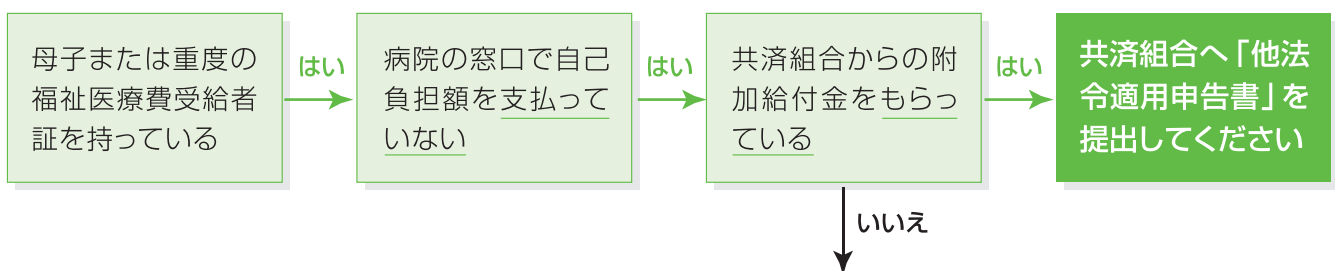 母子または重度の
福祉医療費受給者
証を持っている
はい
病院の窓口で自己
負担額を支払って
いない
はい
共済組合からの附
加給付金をもらっ
ている
はい
共済組合へ「他法
令適用申告書」を
提出してください
いいえ